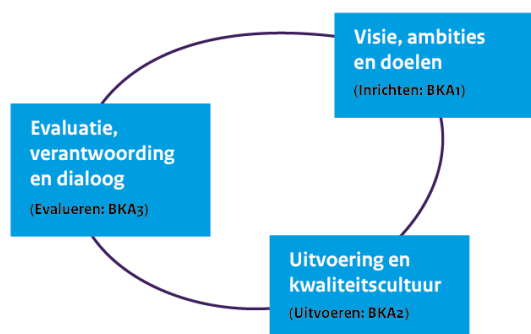 Visie, ambities
en doelen
(Inrichten: BKA1)
Evaluatie,
verantwoording
en dialoog
(Evalueren: BKA3)
Uitvoering en
kwaliteitscultuur
(Uitvoeren: BKA2)